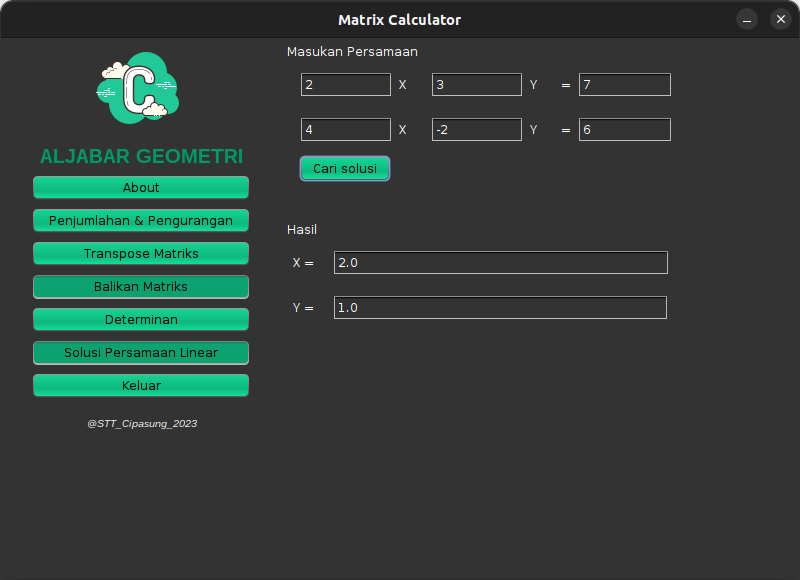 Matrix Calculator
C
ALJABAR GEOMETRI
About
Penjumlahan & Pengurangan
Transpose Matriks
Balikan Matriks
Determinan
Solusi Persamaan Linear
Keluar
@STT_Cipasung_2023
Masukan Persamaan
2 X 3 Y = 7
4 X -2 Y = 6
Cari solusi
Hasil
X = 2.0
Y = 1.0